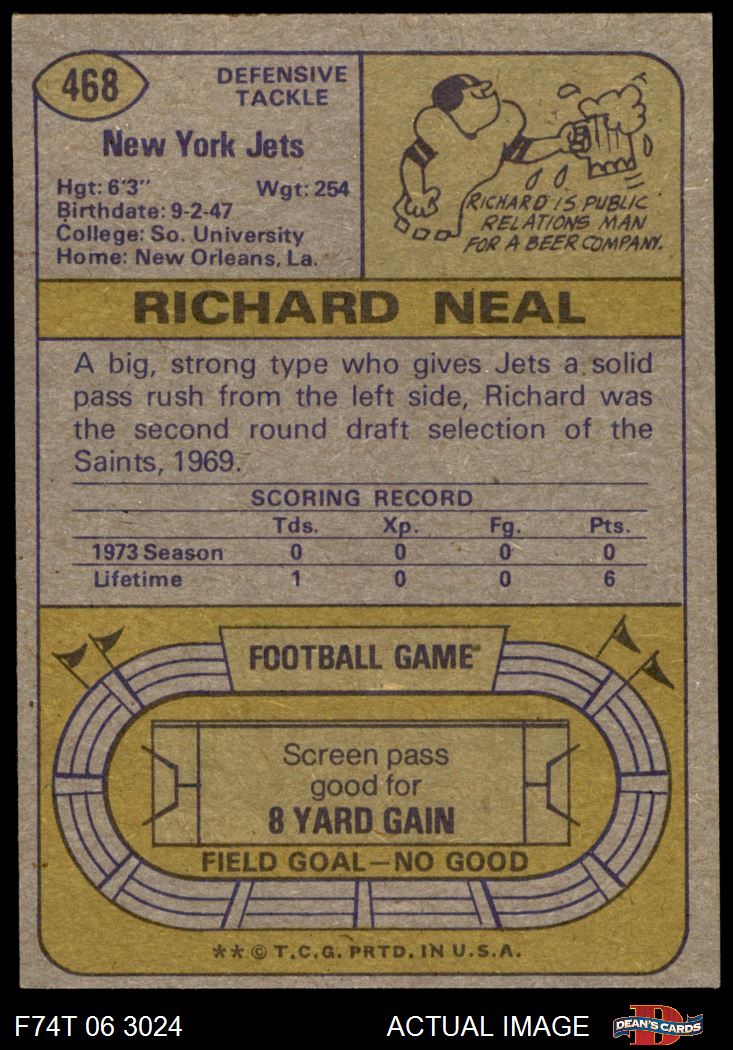 468
DEFENSIVE
TACKLE
New York Jets
Hgt: 6'3" Wgt: 254
Birthdate: 9-2-47
College: So. University
Home: New Orleans, La.
RICHARD IS PUBLIC
RELATIONS MAN
FOR A BEER COMPANY.
RICHARD NEAL
A big, strong type who gives Jets a solid
pass rush from the left side, Richard was
the second round draft selection of the
Saints, 1969.
SCORING RECORD
Tds. Xp. Fg. Pts.
1973 Season 0 0 0 0
Lifetime 1 0 0 6
FOOTBALL GAME
Screen pass
good for
8 YARD GAIN
FIELD GOAL—NO GOOD
** © T.C.G. PRTD. IN U.S.A.
F74T 06 3024 ACTUAL IMAGE D DEAN'S CARDS